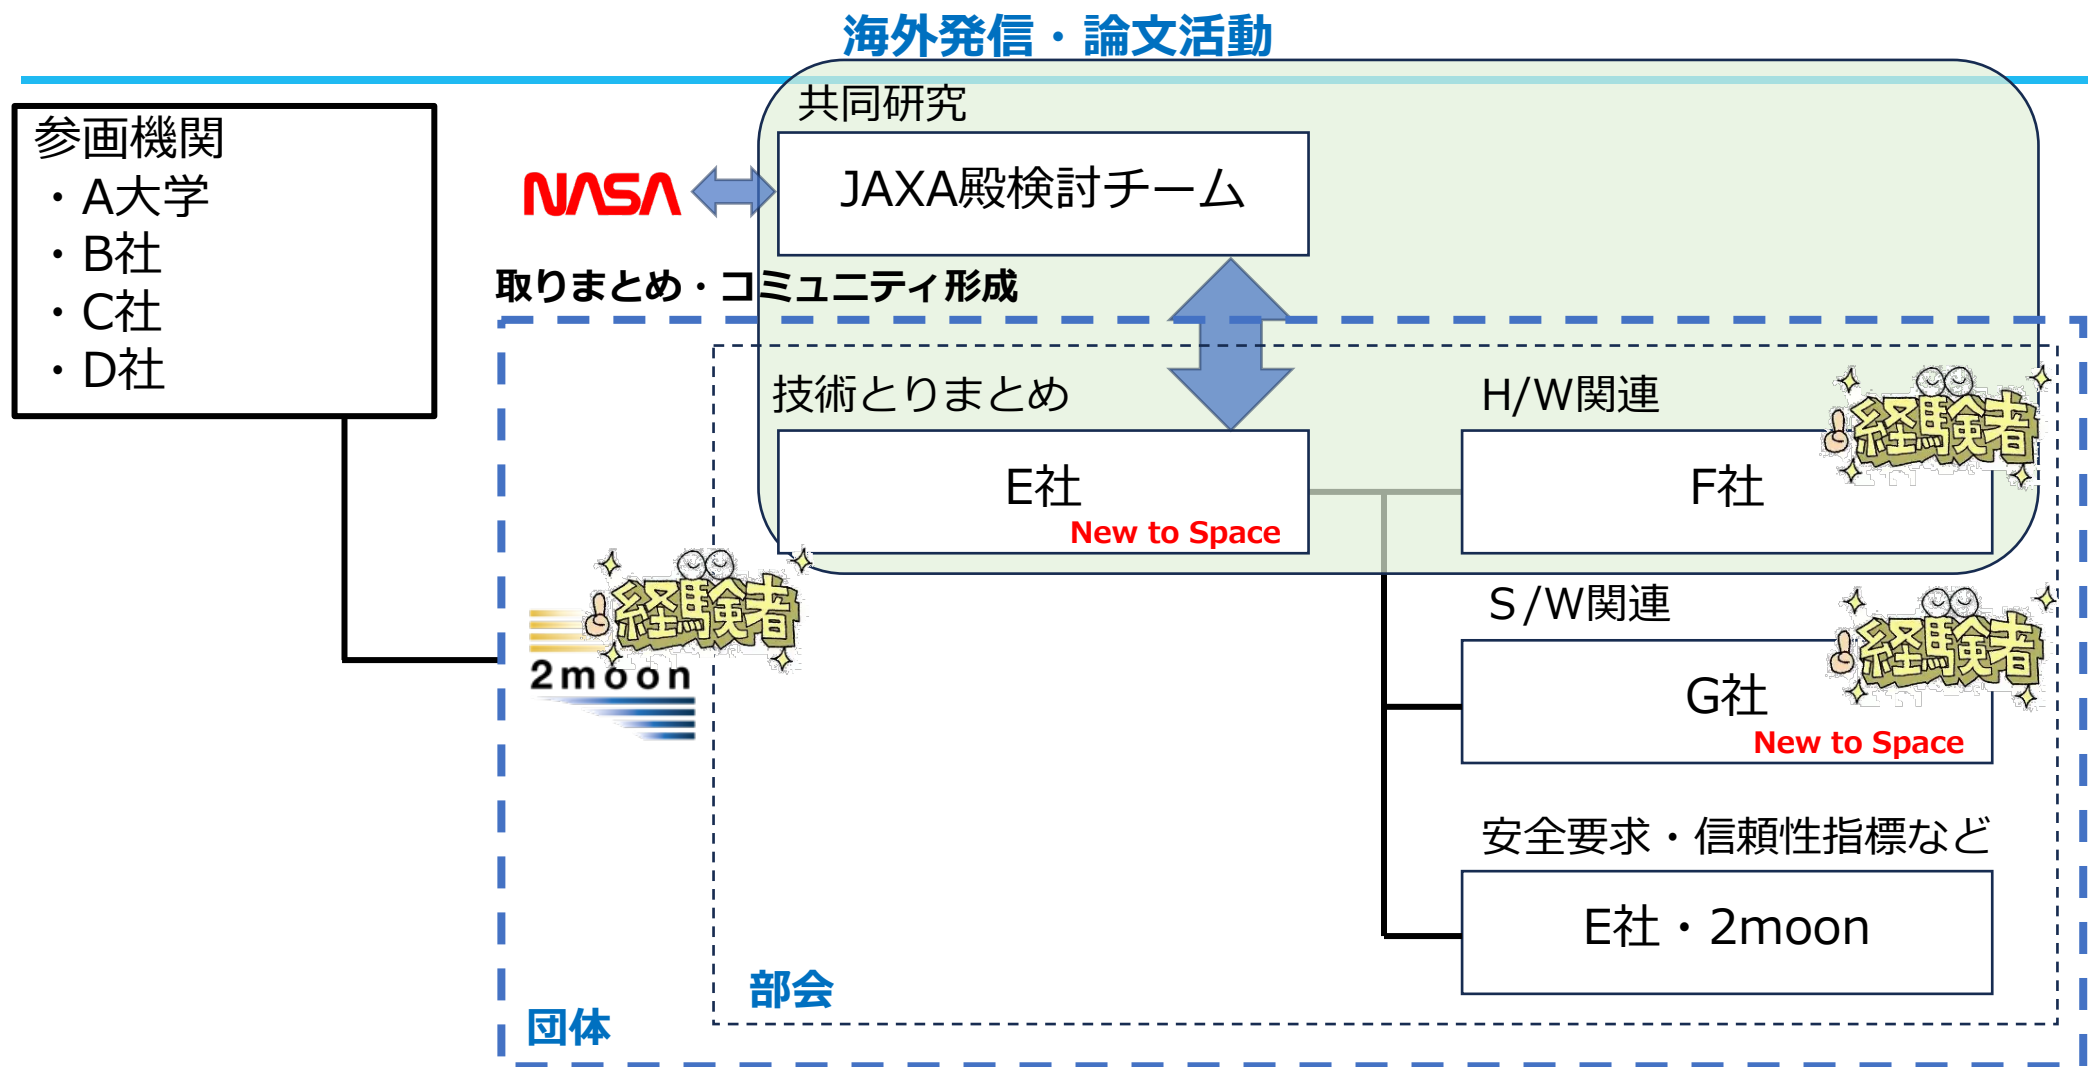 海外発信・論文活動
参画機関
・A大学
・B社
・C社
・D社
共同研究
NASA
JAXA殿検討チーム
取りまとめ・コミュニティ形成
技術とりまとめ
E社
New to Space
H/W関連
経験者
F社
経験者
2moon
S/W関連
経験者
G社
New to Space
安全要求・信頼性指標など
E社・2moon
部会
団体